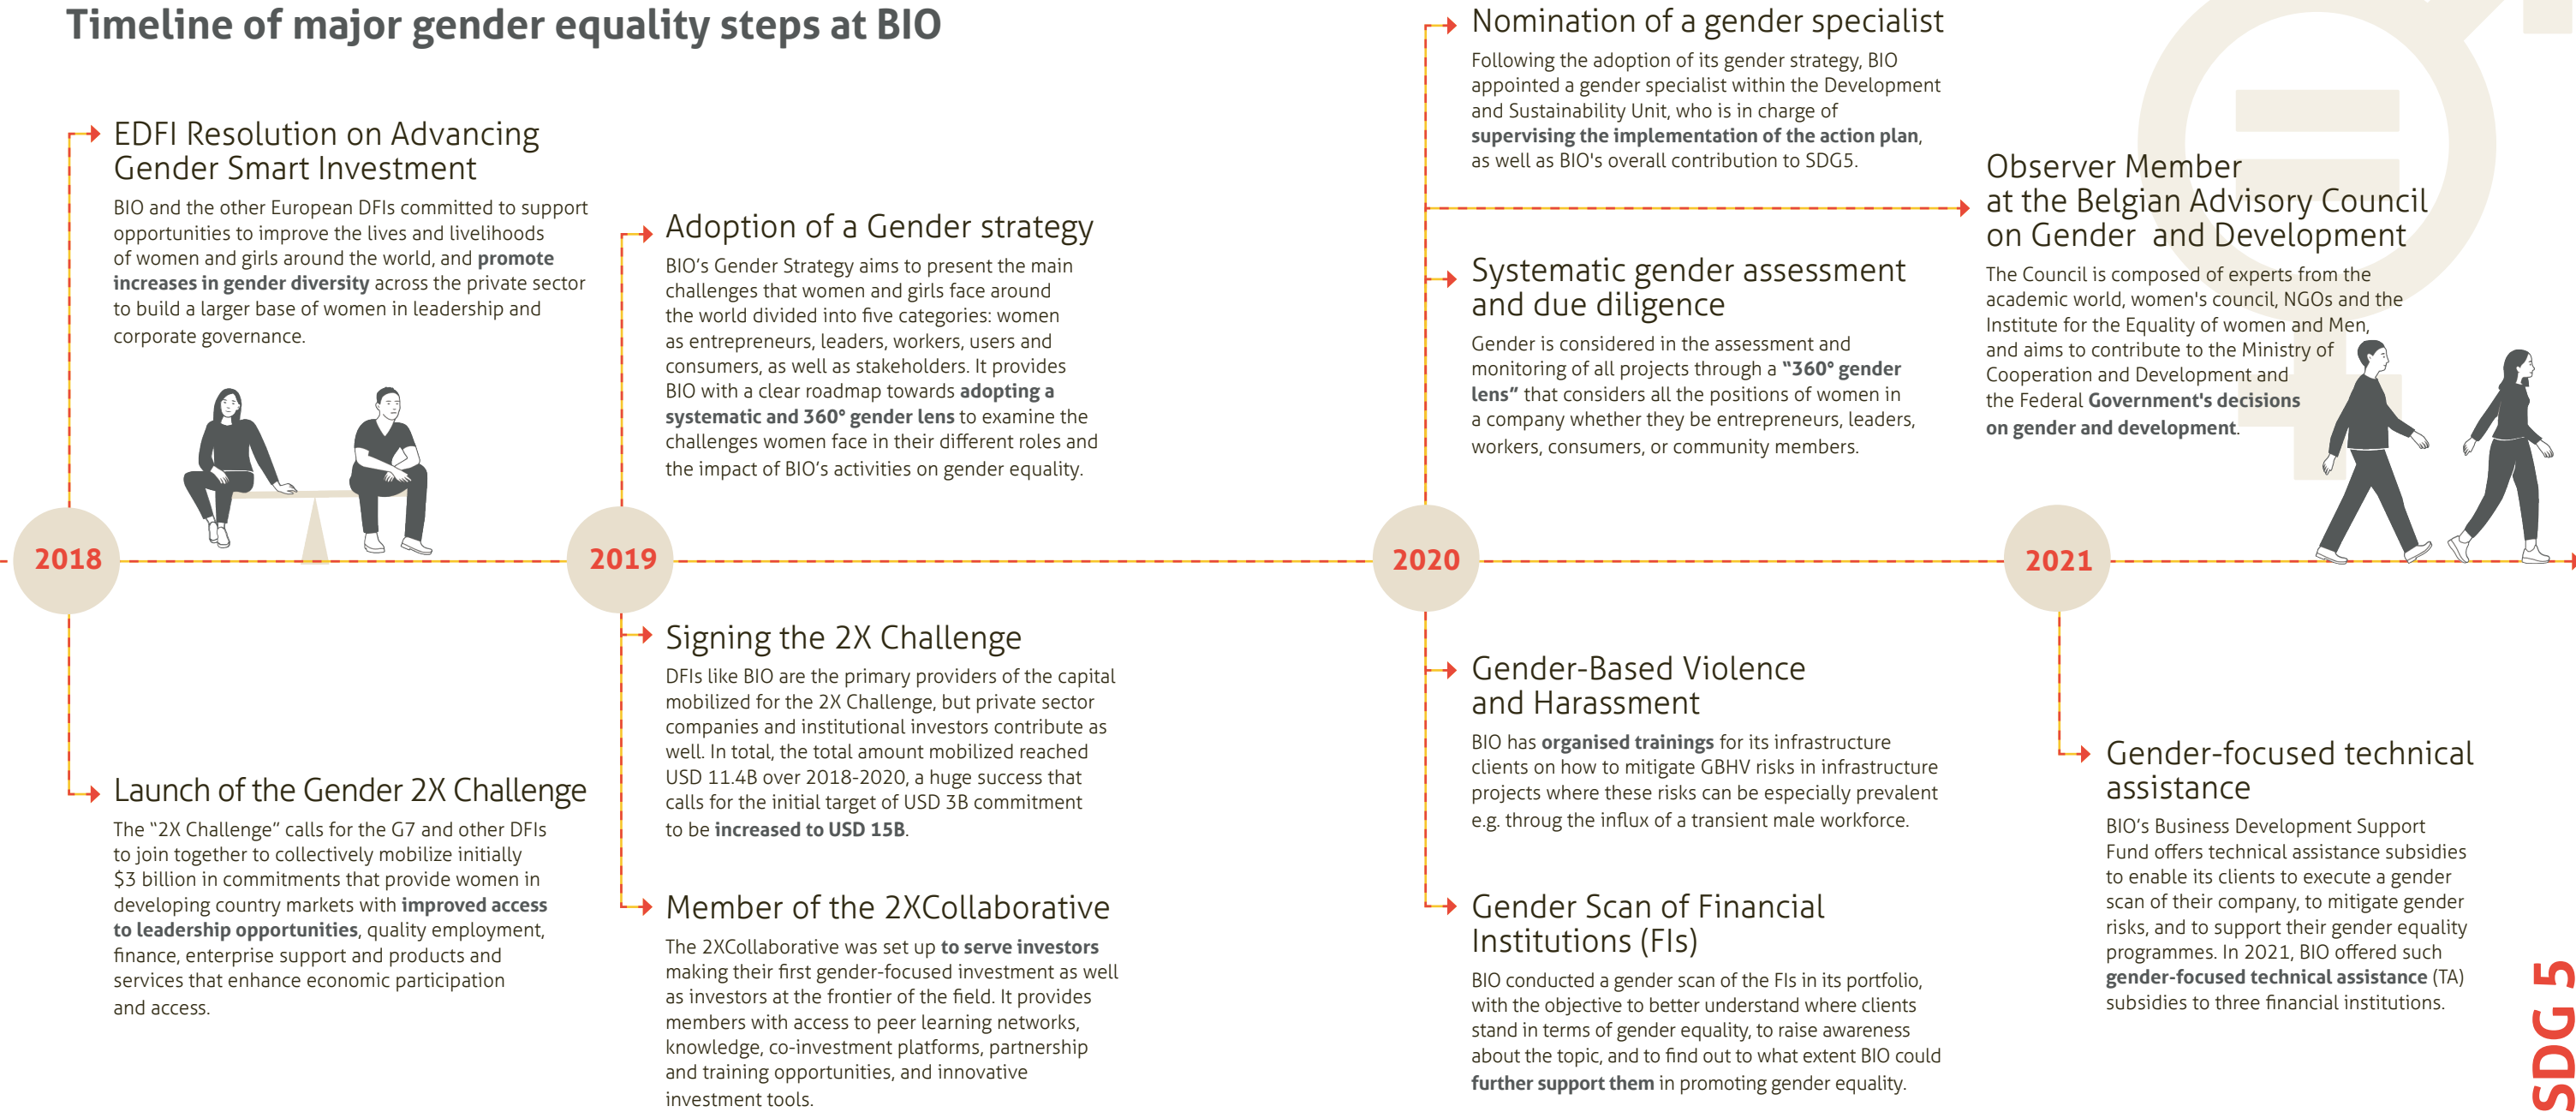 Timeline of major gender equality steps at BIO
2018
EDFI Resolution on Advancing
Gender Smart Investment
BIO and the other European DFIs committed to support
opportunities to improve the lives and livelihoods
of women and girls around the world, and promote
increases in gender diversity across the private sector
to build a larger base of women in leadership and
corporate governance.
Launch of the Gender 2X Challenge
The “2X Challenge” calls for the G7 and other DFIs
to join together to collectively mobilize initially
$3 billion in commitments that provide women in
developing country markets with improved access
to leadership opportunities, quality employment,
finance, enterprise support and products and
services that enhance economic participation
and access.
2019
Adoption of a Gender strategy
BIO’s Gender Strategy aims to present the main
challenges that women and girls face around
the world divided into five categories: women
as entrepreneurs, leaders, workers, users and
consumers, as well as stakeholders. It provides
BIO with a clear roadmap towards adopting a
systematic and 360° gender lens to examine the
challenges women face in their different roles and
the impact of BIO’s activities on gender equality.
Signing the 2X Challenge
DFIs like BIO are the primary providers of the capital
mobilized for the 2X Challenge, but private sector
companies and institutional investors contribute as
well. In total, the total amount mobilized reached
USD 11.4B over 2018-2020, a huge success that
calls for the initial target of USD 3B commitment
to be increased to USD 15B.
Member of the 2XCollaborative
The 2XCollaborative was set up to serve investors
making their first gender-focused investment as well
as investors at the frontier of the field. It provides
members with access to peer learning networks,
knowledge, co-investment platforms, partnership
and training opportunities, and innovative
investment tools.
2020
Nomination of a gender specialist
Following the adoption of its gender strategy, BIO
appointed a gender specialist within the Development
and Sustainability Unit, who is in charge of
supervising the implementation of the action plan,
as well as BIO's overall contribution to SDG5.
Observer Member
at the Belgian Advisory Council
on Gender and Development
The Council is composed of experts from the
academic world, women's council, NGOs and the
Institute for the Equality of women and Men,
and aims to contribute to the Ministry of
Cooperation and Development and
the Federal Government's decisions
on gender and development.
Systematic gender assessment
and due diligence
Gender is considered in the assessment and
monitoring of all projects through a “360° gender
lens” that considers all the positions of women in
a company whether they be entrepreneurs, leaders,
workers, consumers, or community members.
Gender-Based Violence
and Harassment
BIO has organised trainings for its infrastructure
clients on how to mitigate GBHV risks in infrastructure
projects where these risks can be especially prevalent
e.g. throug the influx of a transient male workforce.
Gender Scan of Financial
Institutions (FIs)
BIO conducted a gender scan of the FIs in its portfolio,
with the objective to better understand where clients
stand in terms of gender equality, to raise awareness
about the topic, and to find out to what extent BIO could
further support them in promoting gender equality.
2021
Gender-focused technical
assistance
BIO’s Business Development Support
Fund offers technical assistance subsidies
to enable its clients to execute a gender
scan of their company, to mitigate gender
risks, and to support their gender equality
programmes. In 2021, BIO offered such
gender-focused technical assistance (TA)
subsidies to three financial institutions.
SDG 5